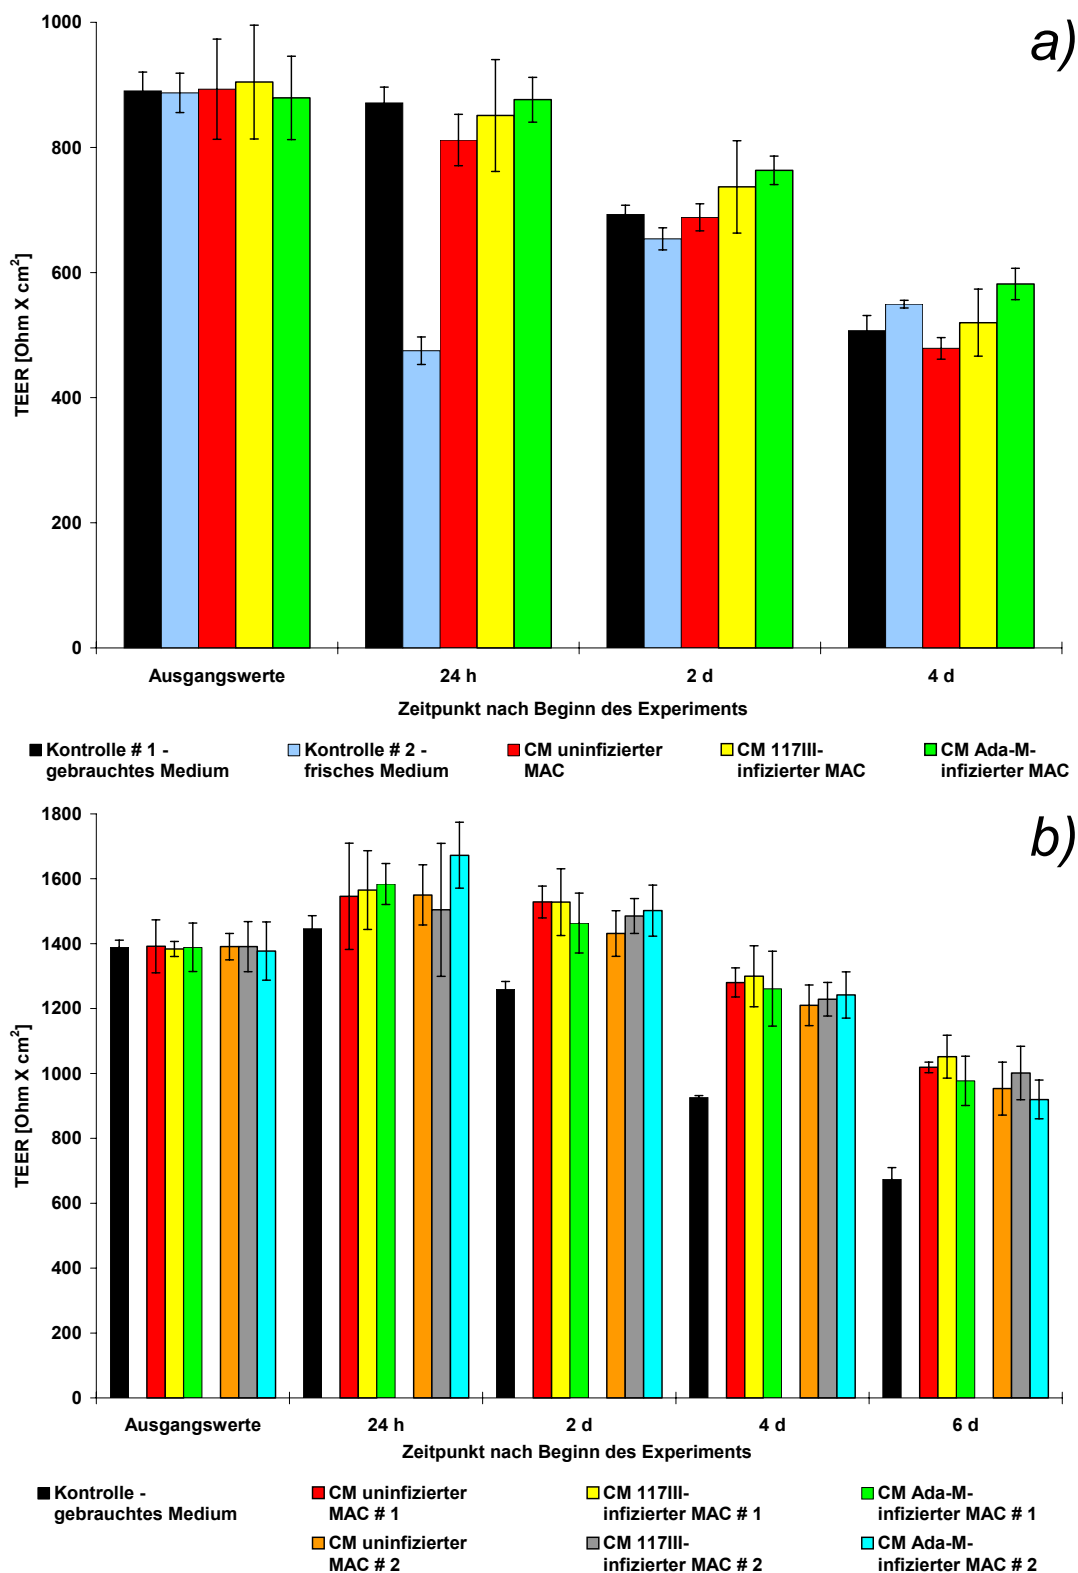 a)
1000
800
600
400
200
0
TEER [Ohm X cm²]
Ausgangswerte 24 h 2 d 4 d
Zeitpunkt nach Beginn des Experiments
Kontrolle # 1 - gebrauchtes Medium
Kontrolle # 2 - frisches Medium
CM uninfizierter MAC
CM 117III- infizierter MAC
CM Ada-M- infizierter MAC
b)
1800
1600
1400
1200
1000
800
600
400
200
0
TEER [Ohm X cm²]
Ausgangswerte 24 h 2 d 4 d 6 d
Zeitpunkt nach Beginn des Experiments
Kontrolle - gebrauchtes Medium
CM uninfizierter MAC # 1
CM 117III- infizierter MAC # 1
CM Ada-M- infizierter MAC # 1
CM uninfizierter MAC # 2
CM 117III- infizierter MAC # 2
CM Ada-M- infizierter MAC # 2